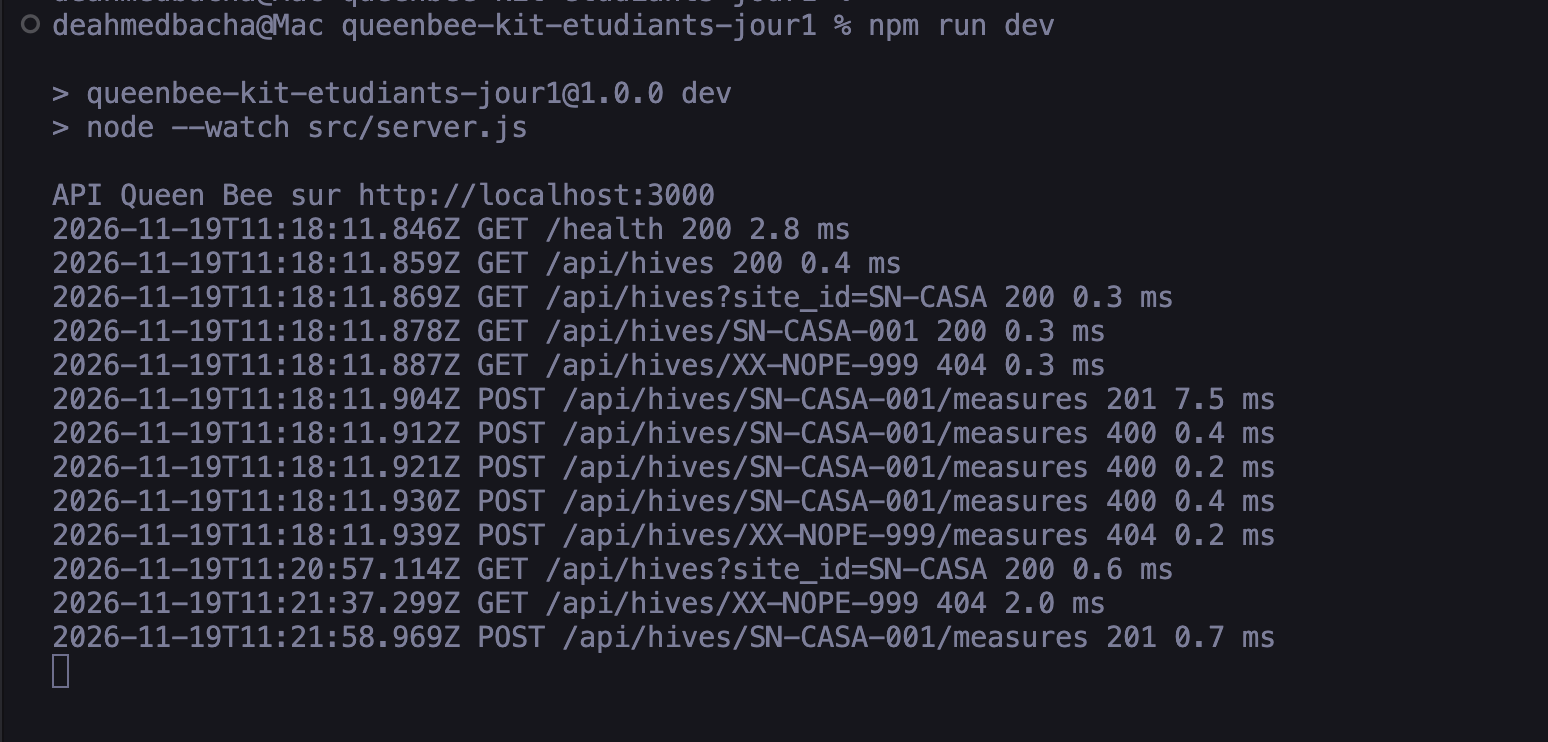 deahmedbacha@Mac queenbee-kit-etudiants-jour1 %
deahmedbacha@Mac queenbee-kit-etudiants-jour1 % npm run dev
> queenbee-kit-etudiants-jour1@1.0.0 dev
> node --watch src/server.js
API Queen Bee sur http://localhost:3000
2026-11-19T11:18:11.846Z GET /health 200 2.8 ms
2026-11-19T11:18:11.859Z GET /api/hives 200 0.4 ms
2026-11-19T11:18:11.869Z GET /api/hives?site_id=SN-CASA 200 0.3 ms
2026-11-19T11:18:11.878Z GET /api/hives/SN-CASA-001 200 0.3 ms
2026-11-19T11:18:11.887Z GET /api/hives/XX-NOPE-999 404 0.3 ms
2026-11-19T11:18:11.904Z POST /api/hives/SN-CASA-001/measures 201 7.5 ms
2026-11-19T11:18:11.912Z POST /api/hives/SN-CASA-001/measures 400 0.4 ms
2026-11-19T11:18:11.921Z POST /api/hives/SN-CASA-001/measures 400 0.2 ms
2026-11-19T11:18:11.930Z POST /api/hives/SN-CASA-001/measures 400 0.4 ms
2026-11-19T11:18:11.939Z POST /api/hives/XX-NOPE-999/measures 404 0.2 ms
2026-11-19T11:20:57.114Z GET /api/hives?site_id=SN-CASA 200 0.6 ms
2026-11-19T11:21:37.299Z GET /api/hives/XX-NOPE-999 404 2.0 ms
2026-11-19T11:21:58.969Z POST /api/hives/SN-CASA-001/measures 201 0.7 ms